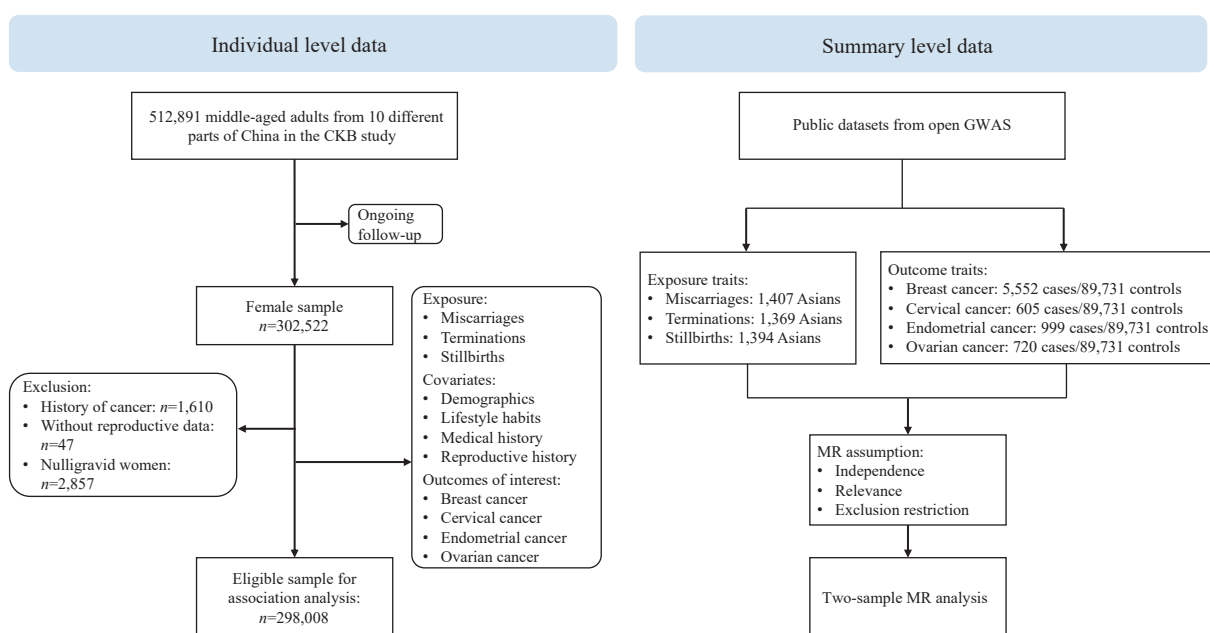 Individual level data
512,891 middle-aged adults from 10 different
parts of China in the CKB study
Ongoing
follow-up
Female sample
n=302,522
Exclusion:
• History of cancer: n=1,610
• Without reproductive data:
n=47
• Nulligravid women:
n=2,857
Exposure:
• Miscarriages
• Terminations
• Stillbirths
Covariates:
• Demographics
• Lifestyle habits
• Medical history
• Reproductive history
Outcomes of interest:
• Breast cancer
• Cervical cancer
• Endometrial cancer
• Ovarian cancer
Eligible sample for
association analysis:
n=298,008
Summary level data
Public datasets from open GWAS
Exposure traits:
• Miscarriages: 1,407 Asians
• Terminations: 1,369 Asians
• Stillbirths: 1,394 Asians
Outcome traits:
• Breast cancer: 5,552 cases/89,731 controls
• Cervical cancer: 605 cases/89,731 controls
• Endometrial cancer: 999 cases/89,731 controls
• Ovarian cancer: 720 cases/89,731 controls
MR assumption:
• Independence
• Relevance
• Exclusion restriction
Two-sample MR analysis